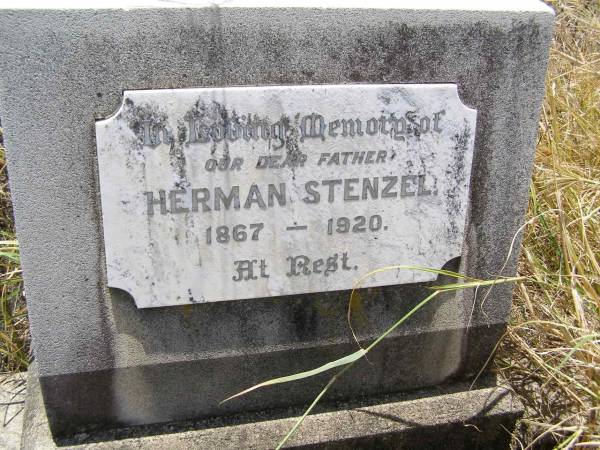 In Loving Memory of
OUR DEAR FATHER,
HERMAN STENZEL.
1867 — 1920.
At Rest.